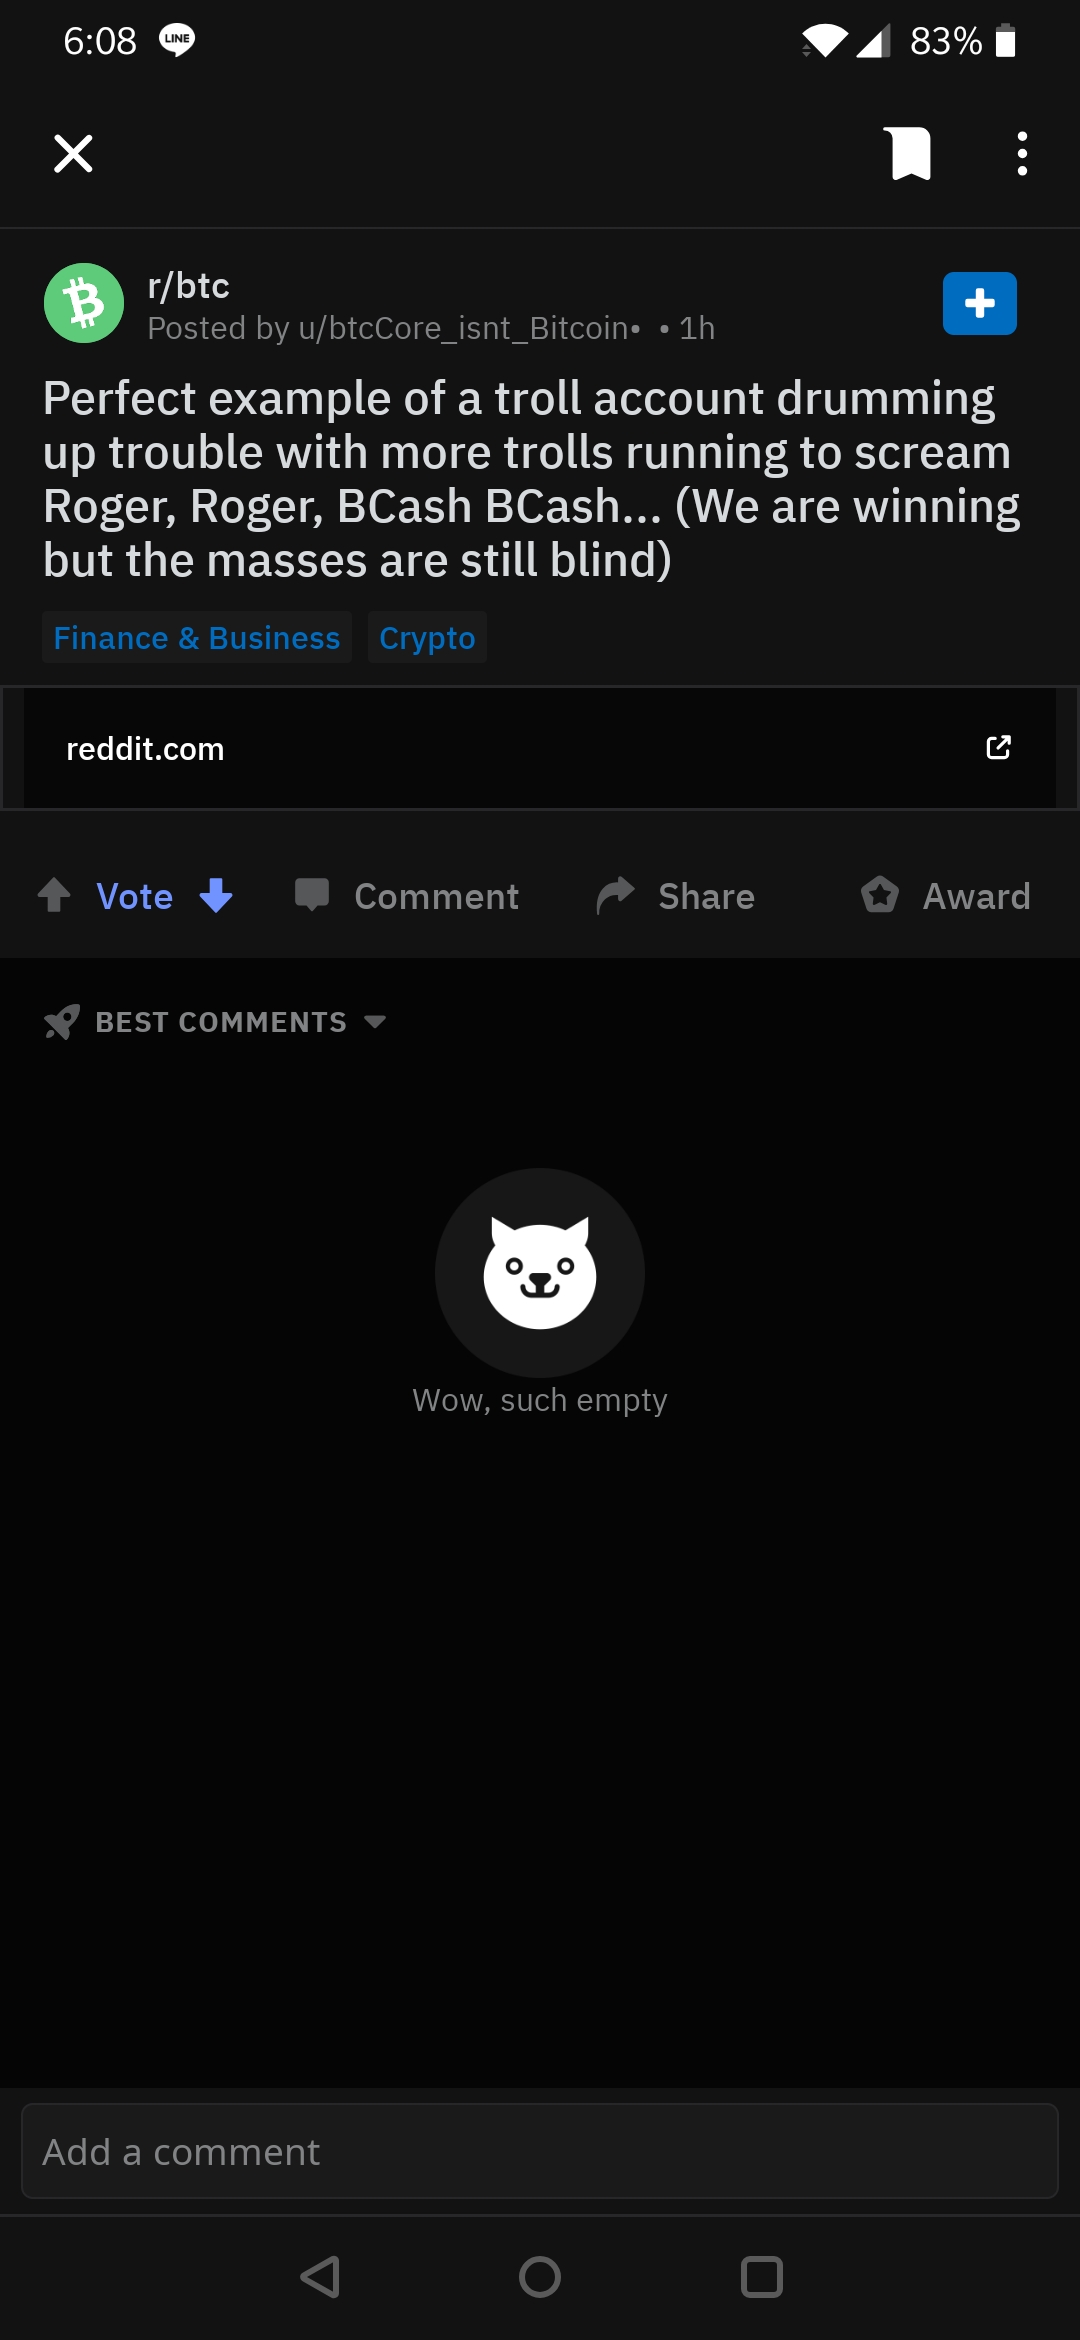 6:08 LINE 83%
r/btc
Posted by u/btcCore_isnt_Bitcoin• • 1h
Perfect example of a troll account drumming
up trouble with more trolls running to scream
Roger, Roger, BCash BCash... (We are winning
but the masses are still blind)
Finance & Business Crypto
reddit.com
Vote Comment Share Award
BEST COMMENTS
Wow, such empty
Add a comment